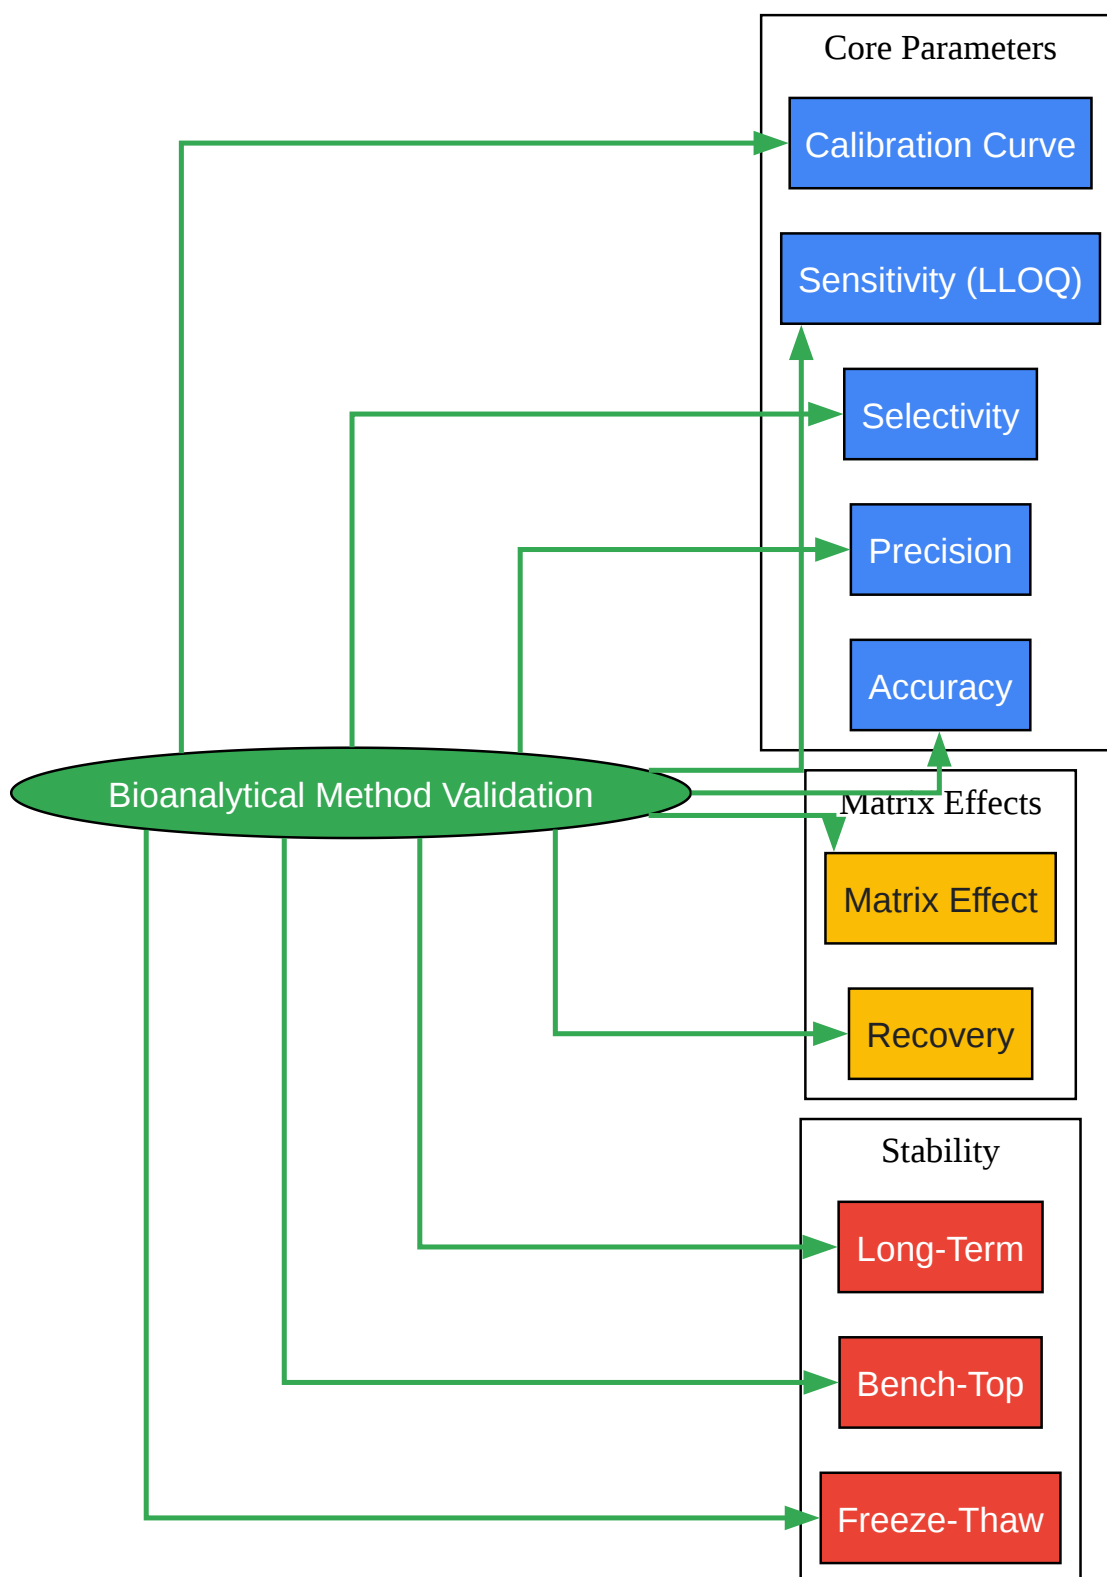 Core Parameters
Calibration Curve
Sensitivity (LLOQ)
Selectivity
Precision
Accuracy
Bioanalytical Method Validation
Matrix Effects
Matrix Effect
Recovery
Stability
Long-Term
Bench-Top
Freeze-Thaw